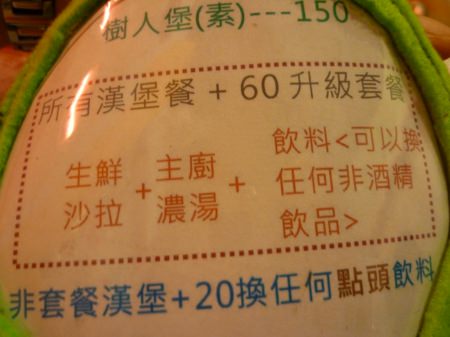 樹人堡(素)---150
所有漢堡餐 + 60 升級套餐
生鮮沙拉 + 主廚濃湯 + 飲料<可以換任何非酒精飲品>
非套餐漢堡+20換任何點頭飲料